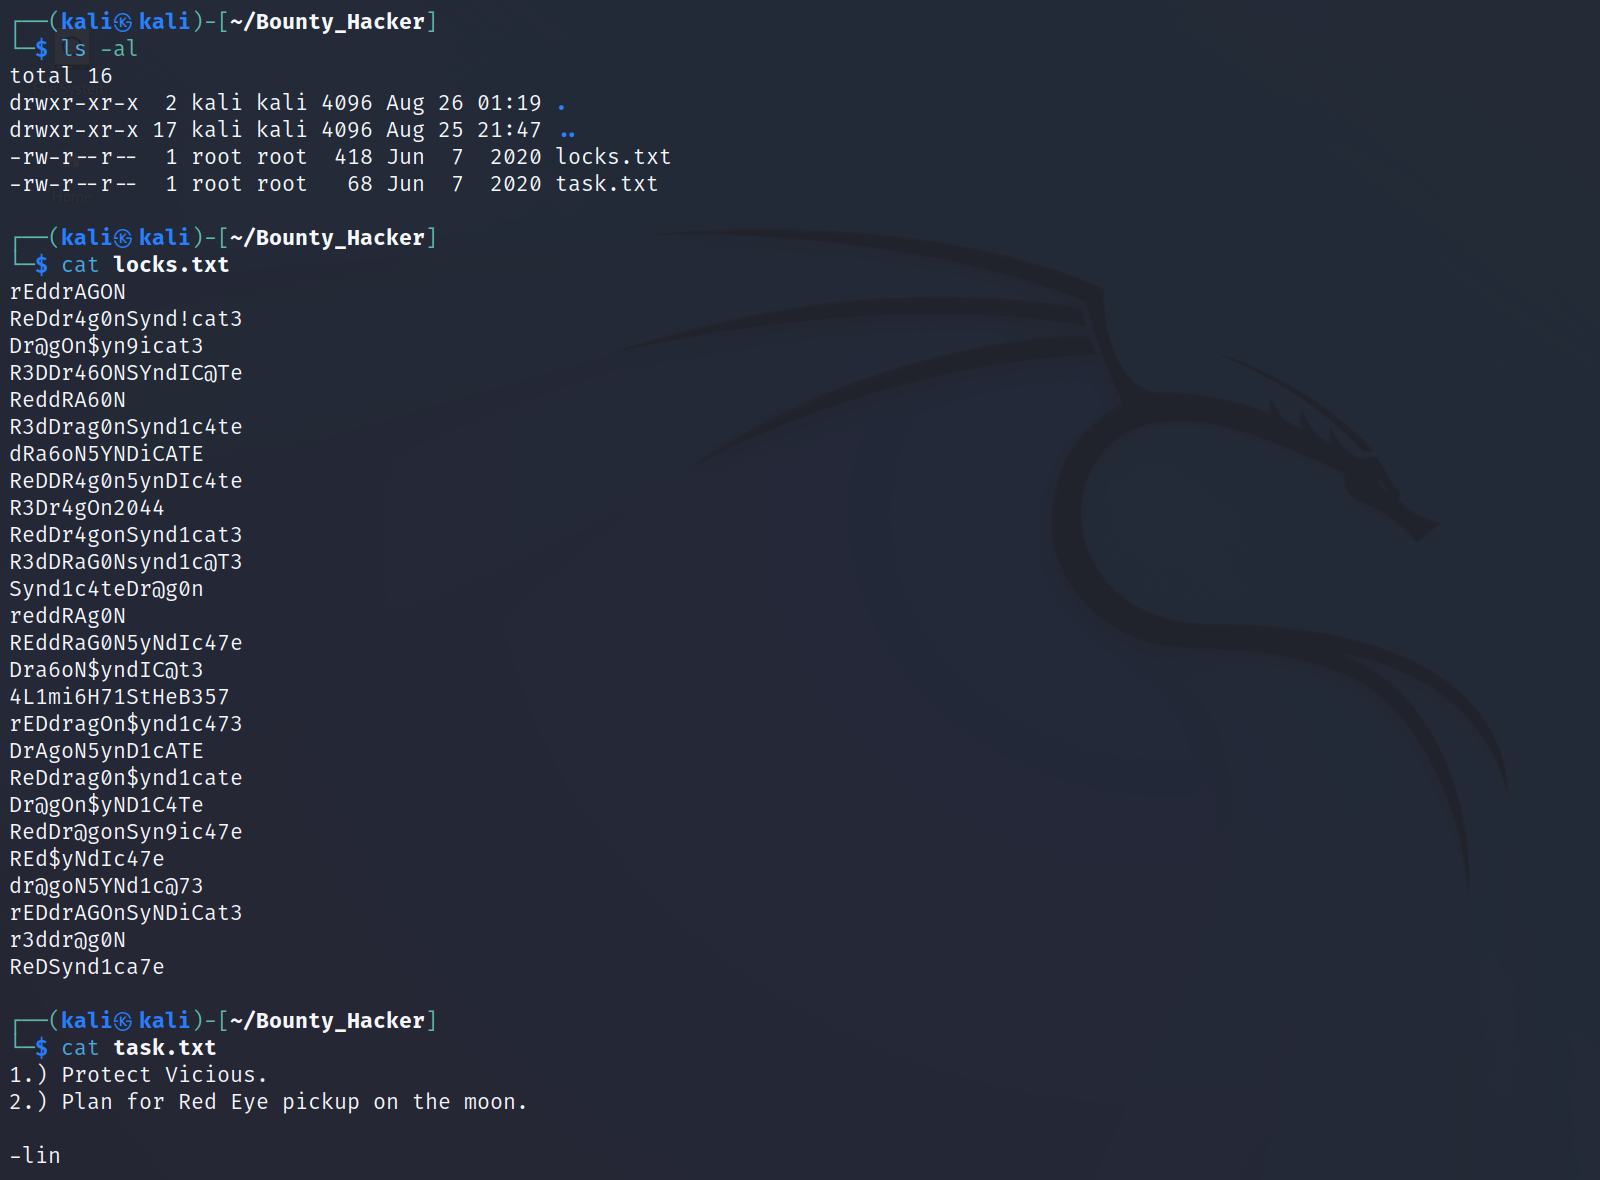 ┌──(kali㉿kali)-[~/Bounty_Hacker]
└─$ ls -al
total 16
drwxr-xr-x  2 kali kali 4096 Aug 26 01:19 .
drwxr-xr-x 17 kali kali 4096 Aug 25 21:47 ..
-rw-r--r--  1 root root  418 Jun  7  2020 locks.txt
-rw-r--r--  1 root root   68 Jun  7  2020 task.txt
┌──(kali㉿kali)-[~/Bounty_Hacker]
└─$ cat locks.txt
rEddrAGON
ReDdr4g0nSynd!cat3
Dr@gOn$yn9icat3
R3DDr46ONSYndIC@Te
ReddRA60N
R3dDrag0nSynd1c4te
dRa6oN5YNDiCATE
ReDDR4g0n5ynDIc4te
R3Dr4gOn2044
RedDr4gonSynd1cat3
R3dDRaG0Nsynd1c@T3
Synd1c4teDr@g0n
reddRAg0N
REddRaG0N5yNdIc47e
Dra6oN$yndIC@t3
4L1mi6H71StHeB357
rEDdragOn$ynd1c473
DrAgoN5ynD1cATE
ReDdrag0n$ynd1cate
Dr@gOn$yND1C4Te
RedDr@gonSyn9ic47e
REd$yNdIc47e
dr@goN5YNd1c@73
rEDdrAGOnSyNDiCat3
r3ddr@g0N
ReDSynd1ca7e
┌──(kali㉿kali)-[~/Bounty_Hacker]
└─$ cat task.txt
1.) Protect Vicious.
2.) Plan for Red Eye pickup on the moon.
-lin